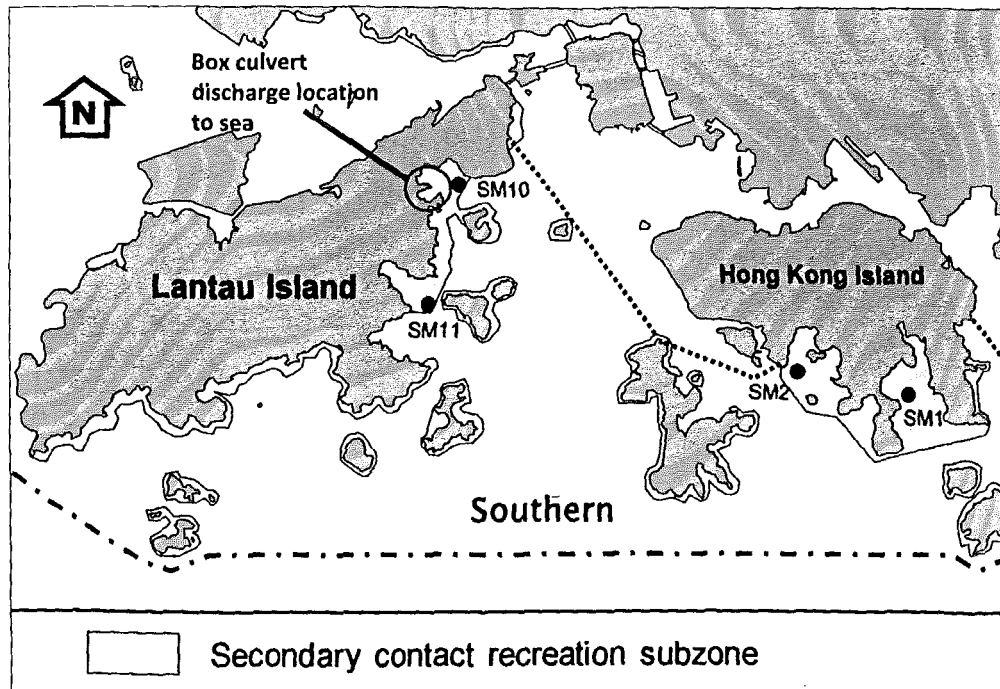 Box culvert
discharge location
to sea
N
SM10
Lantau Island
Hong Kong Island
SM11
SM2
SM1
Southern
Secondary contact recreation subzone